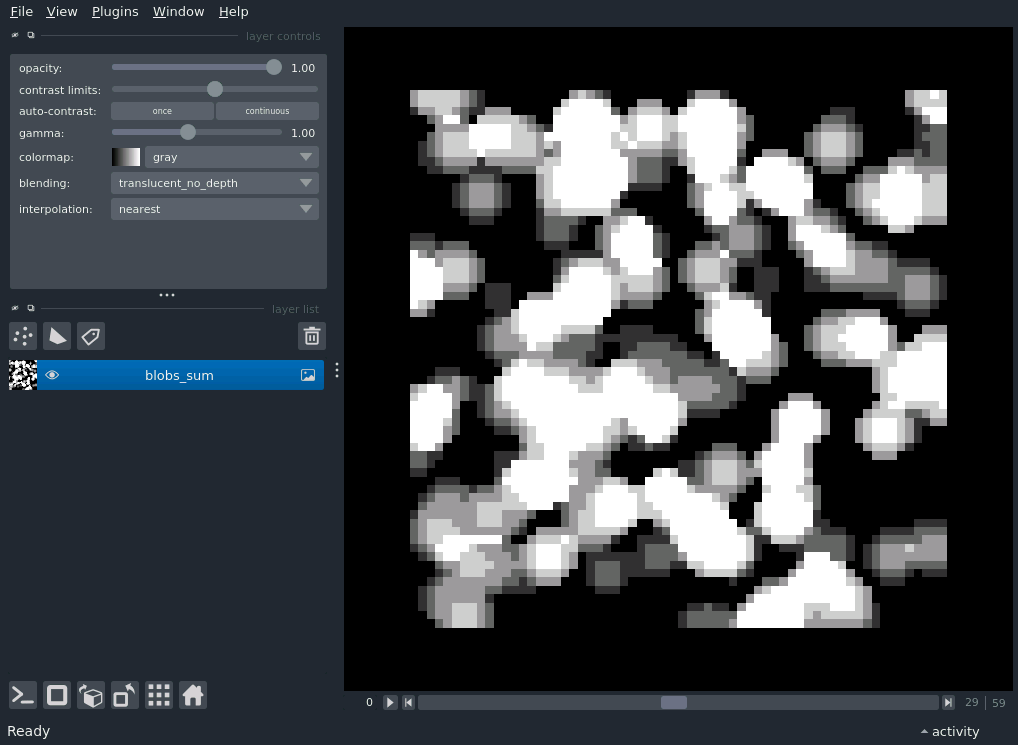 File View Plugins Window Help
layer controls
opacity: 1.00
contrast limits:
auto-contrast: once continuous
gamma: 1.00
colormap: gray
blending: translucent_no_depth
interpolation: nearest
layer list
blobs_sum
0 29 59
Ready activity